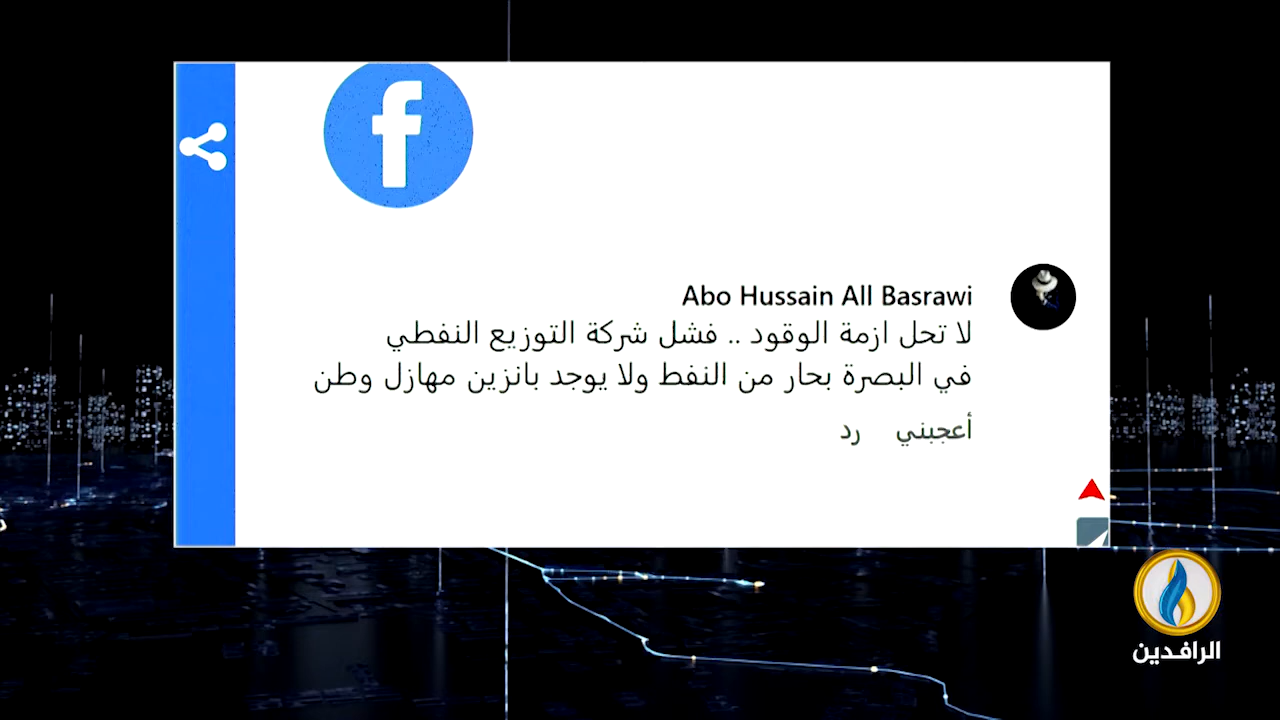 Abo Hussain All Basrawi
لا تحل ازمة الوقود .. فشل شركة التوزيع النفطي
في البصرة بحار من النفط ولا يوجد بانزين مهازل وطن
أعجبني رد
الرافدين